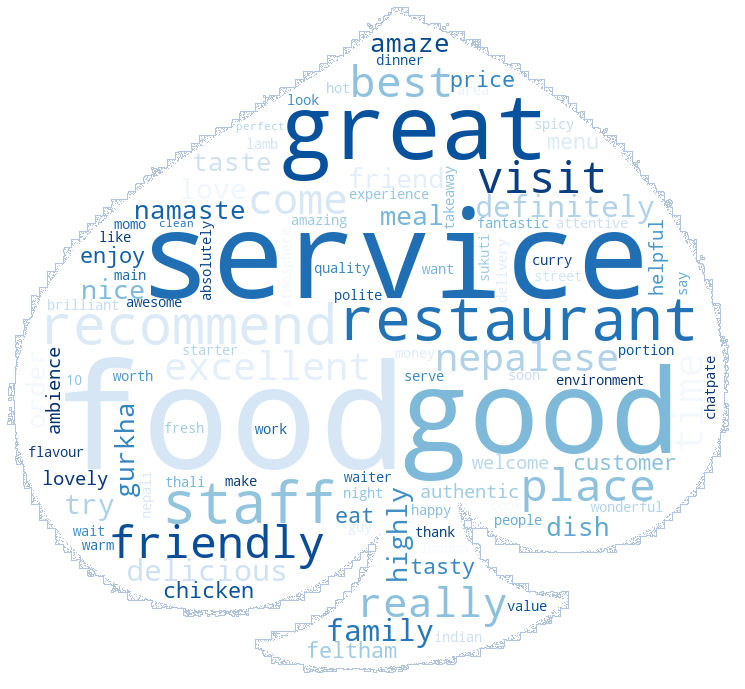 amaze
dinner
best price
hot
look
great
perfect
spicy
lamb
menu
taste
friend
visit
love
come
experience
takeaway
definitely
namaste
meal
momo
amazing
fantastic attentive
clean
like
service
absolutely
enjoy
quality
want
sukuti
curry
helpful
main
delivery
street
say
nice
polite
awesome
brilliant
recommend
restaurant
starter
money
nepalese
portion
order
ambience
excellent
time
10
worth
serve
soon
environment
chatpate
food
good
gurkha
fresh
work
flavour
lovely
thali
make
waiter
welcome
customer
nepali
try
staff
night
authentic
place
eat
happy
wonderful
wait
warm
friendly
highly
guy
thank
people
dish
delicious
tasty
chicken
really
value
family
indian
feltham